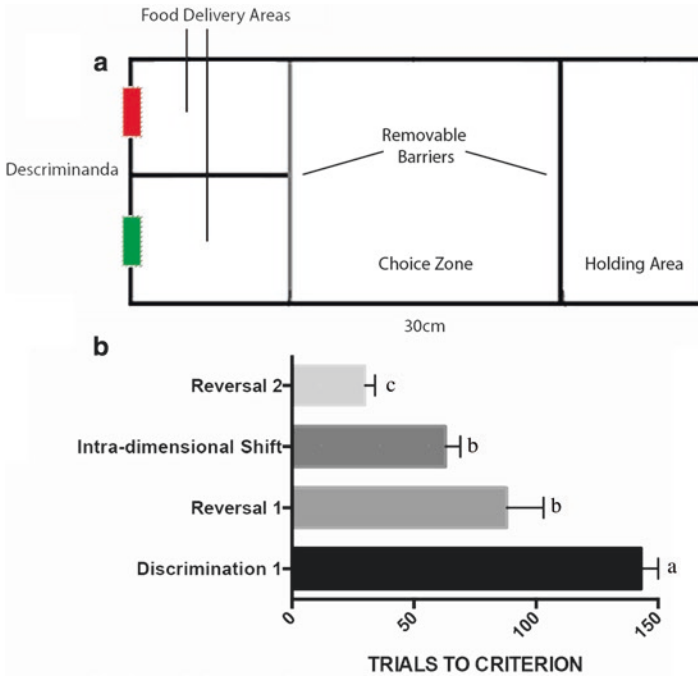 Food Delivery Areas
a
Descriminanda
Removable
Barriers
Choice Zone
Holding Area
30cm
b
Reversal 2
c
Intra-dimensional Shift
b
Reversal 1
b
Discrimination 1
a
0
50
100
150
TRIALS TO CRITERION